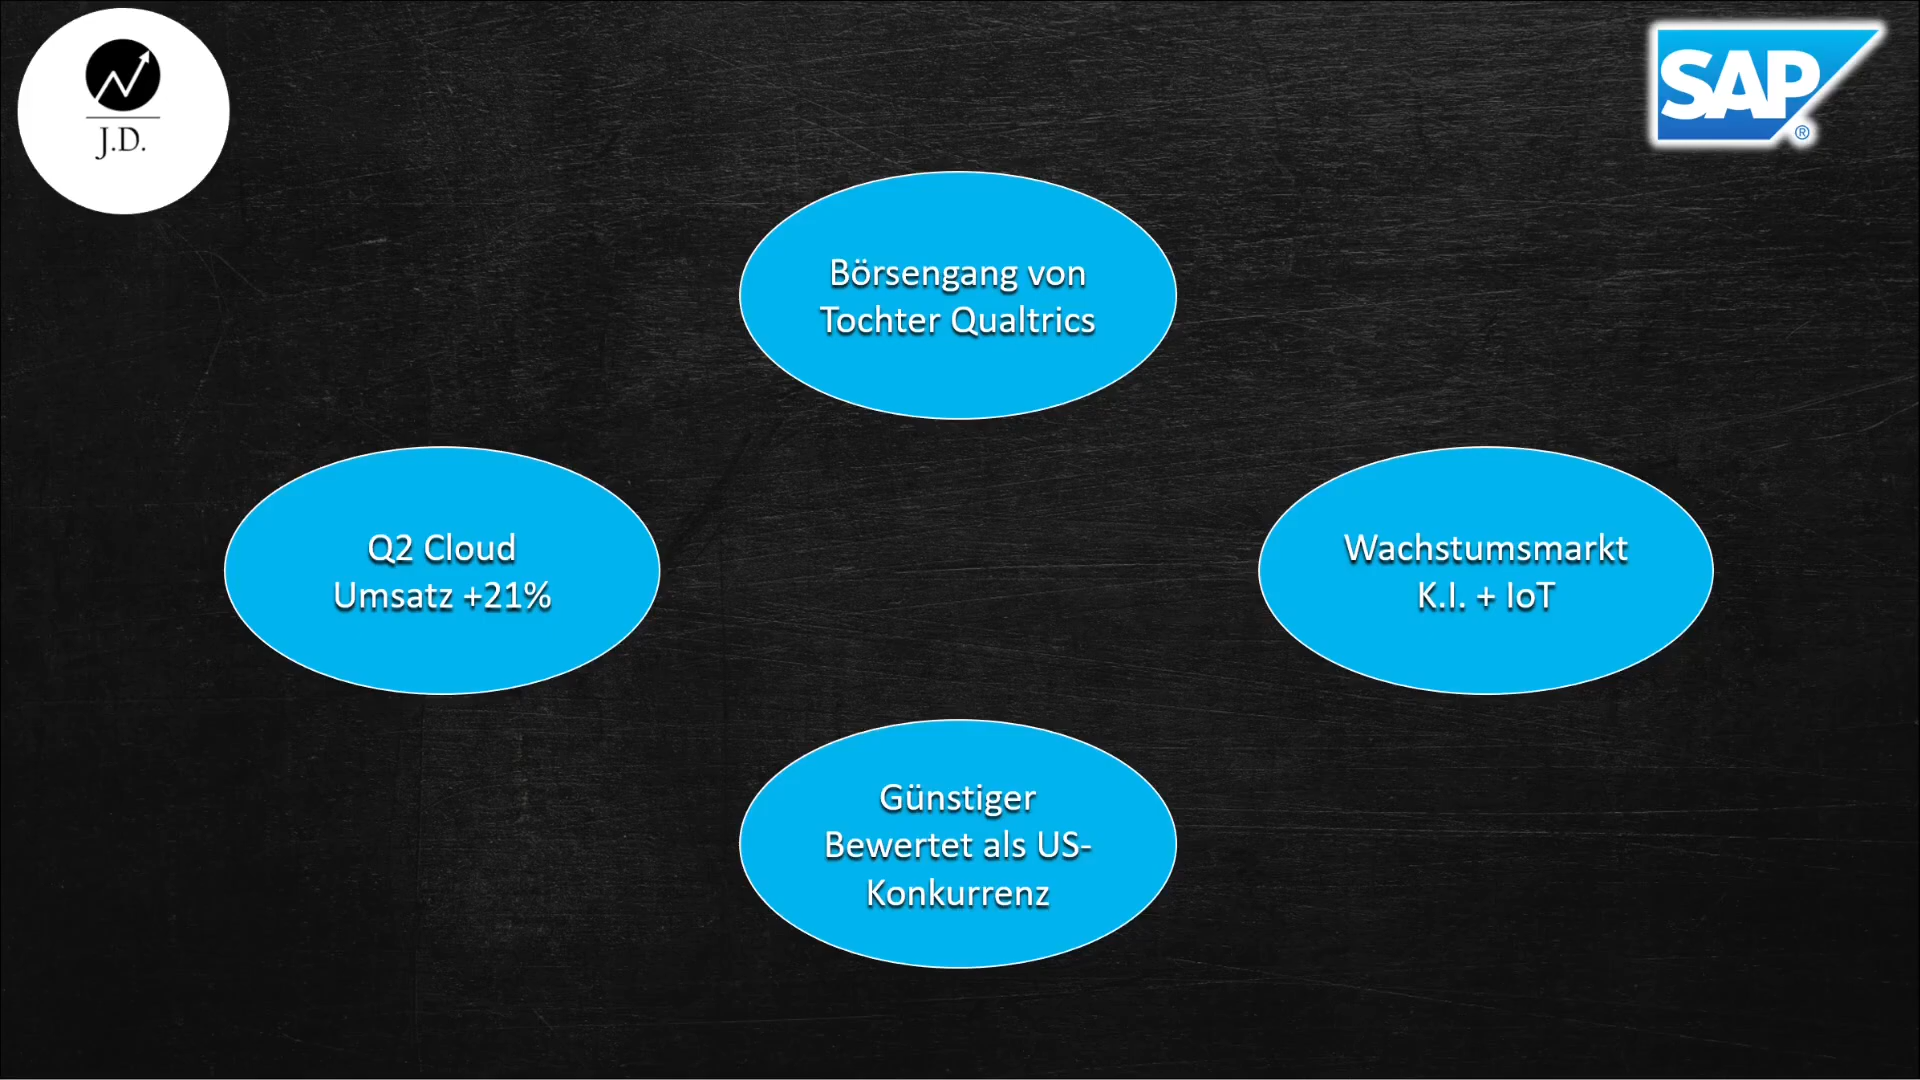 J.D.
SAP
®
Börsengang von
Tochter Qualtrics
Q2 Cloud
Umsatz +21%
Wachstumsmarkt
K.I. + IoT
Günstiger
Bewertet als US-
Konkurrenz